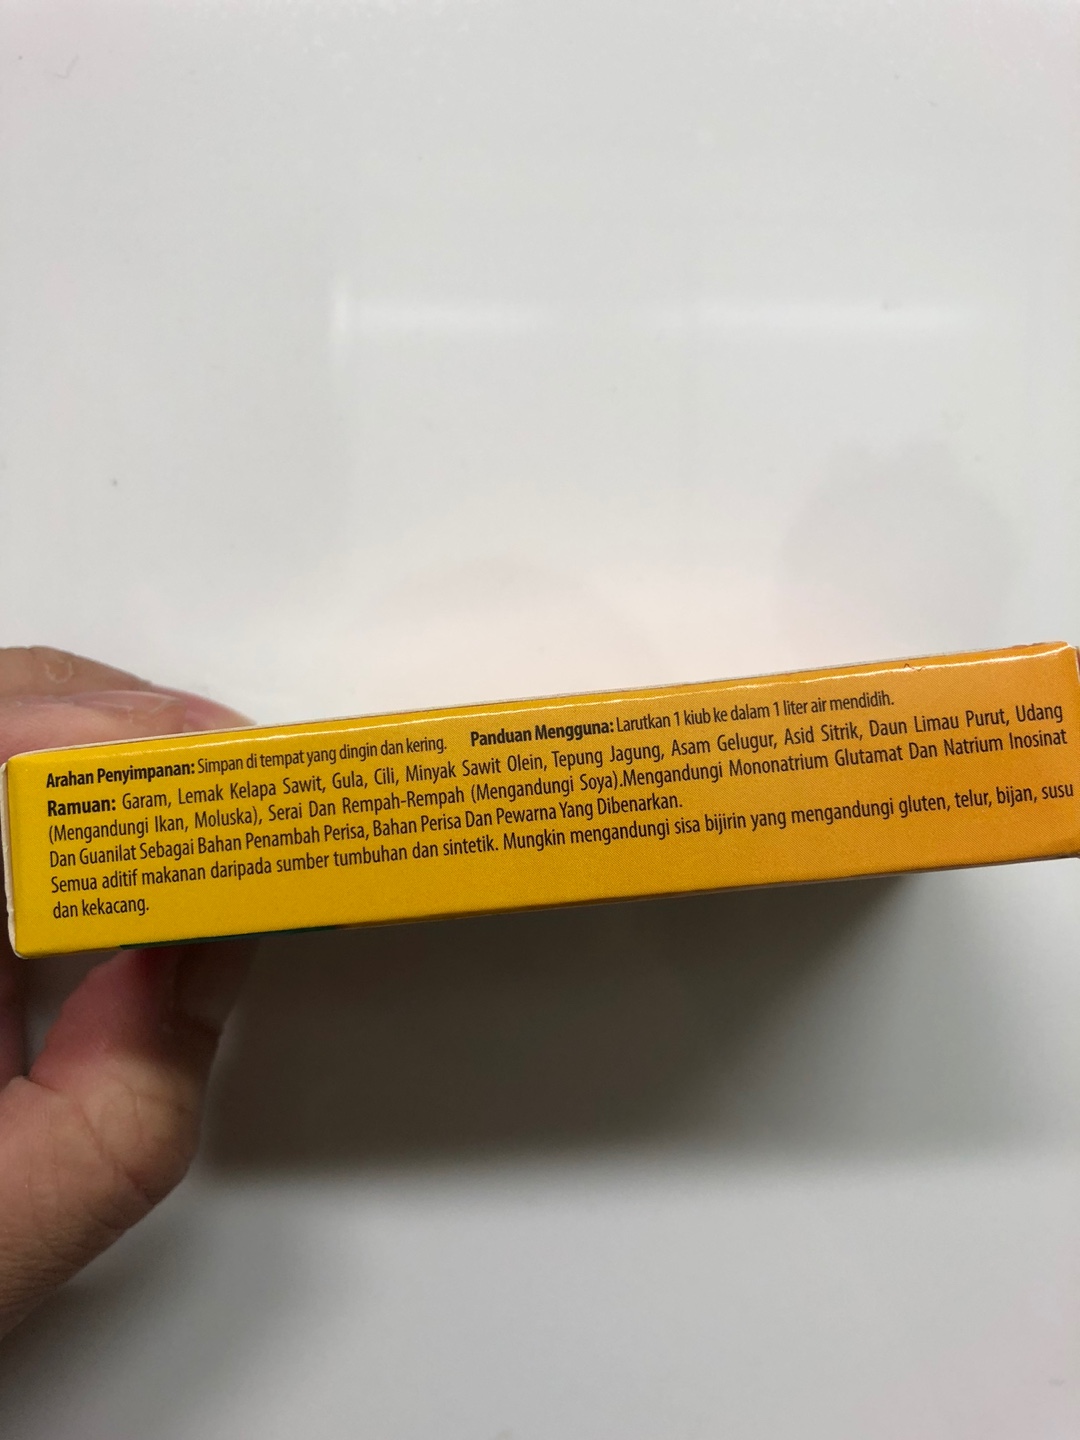 Arahan Penyimpanan: Simpan di tempat yang dingin dan kering. Panduan Mengguna: Larutkan 1 kiub ke dalam 1 liter air mendidih.
Ramuan: Garam, Lemak Kelapa Sawit, Gula, Cili, Minyak Sawit Olein, Tepung Jagung, Asam Gelugur, Asid Sitrik, Daun Limau Purut, Udang
(Mengandungi Ikan, Moluska), Serai Dan Rempah-Rempah (Mengandungi Soya).Mengandungi Mononatrium Glutamat Dan Natrium Inosinat
Dan Guanilat Sebagai Bahan Penambah Perisa, Bahan Perisa Dan Pewarna Yang Dibenarkan.
Semua aditif makanan daripada sumber tumbuhan dan sintetik. Mungkin mengandungi sisa bijirin yang mengandungi gluten, telur, bijan, susu
dan kekacang.